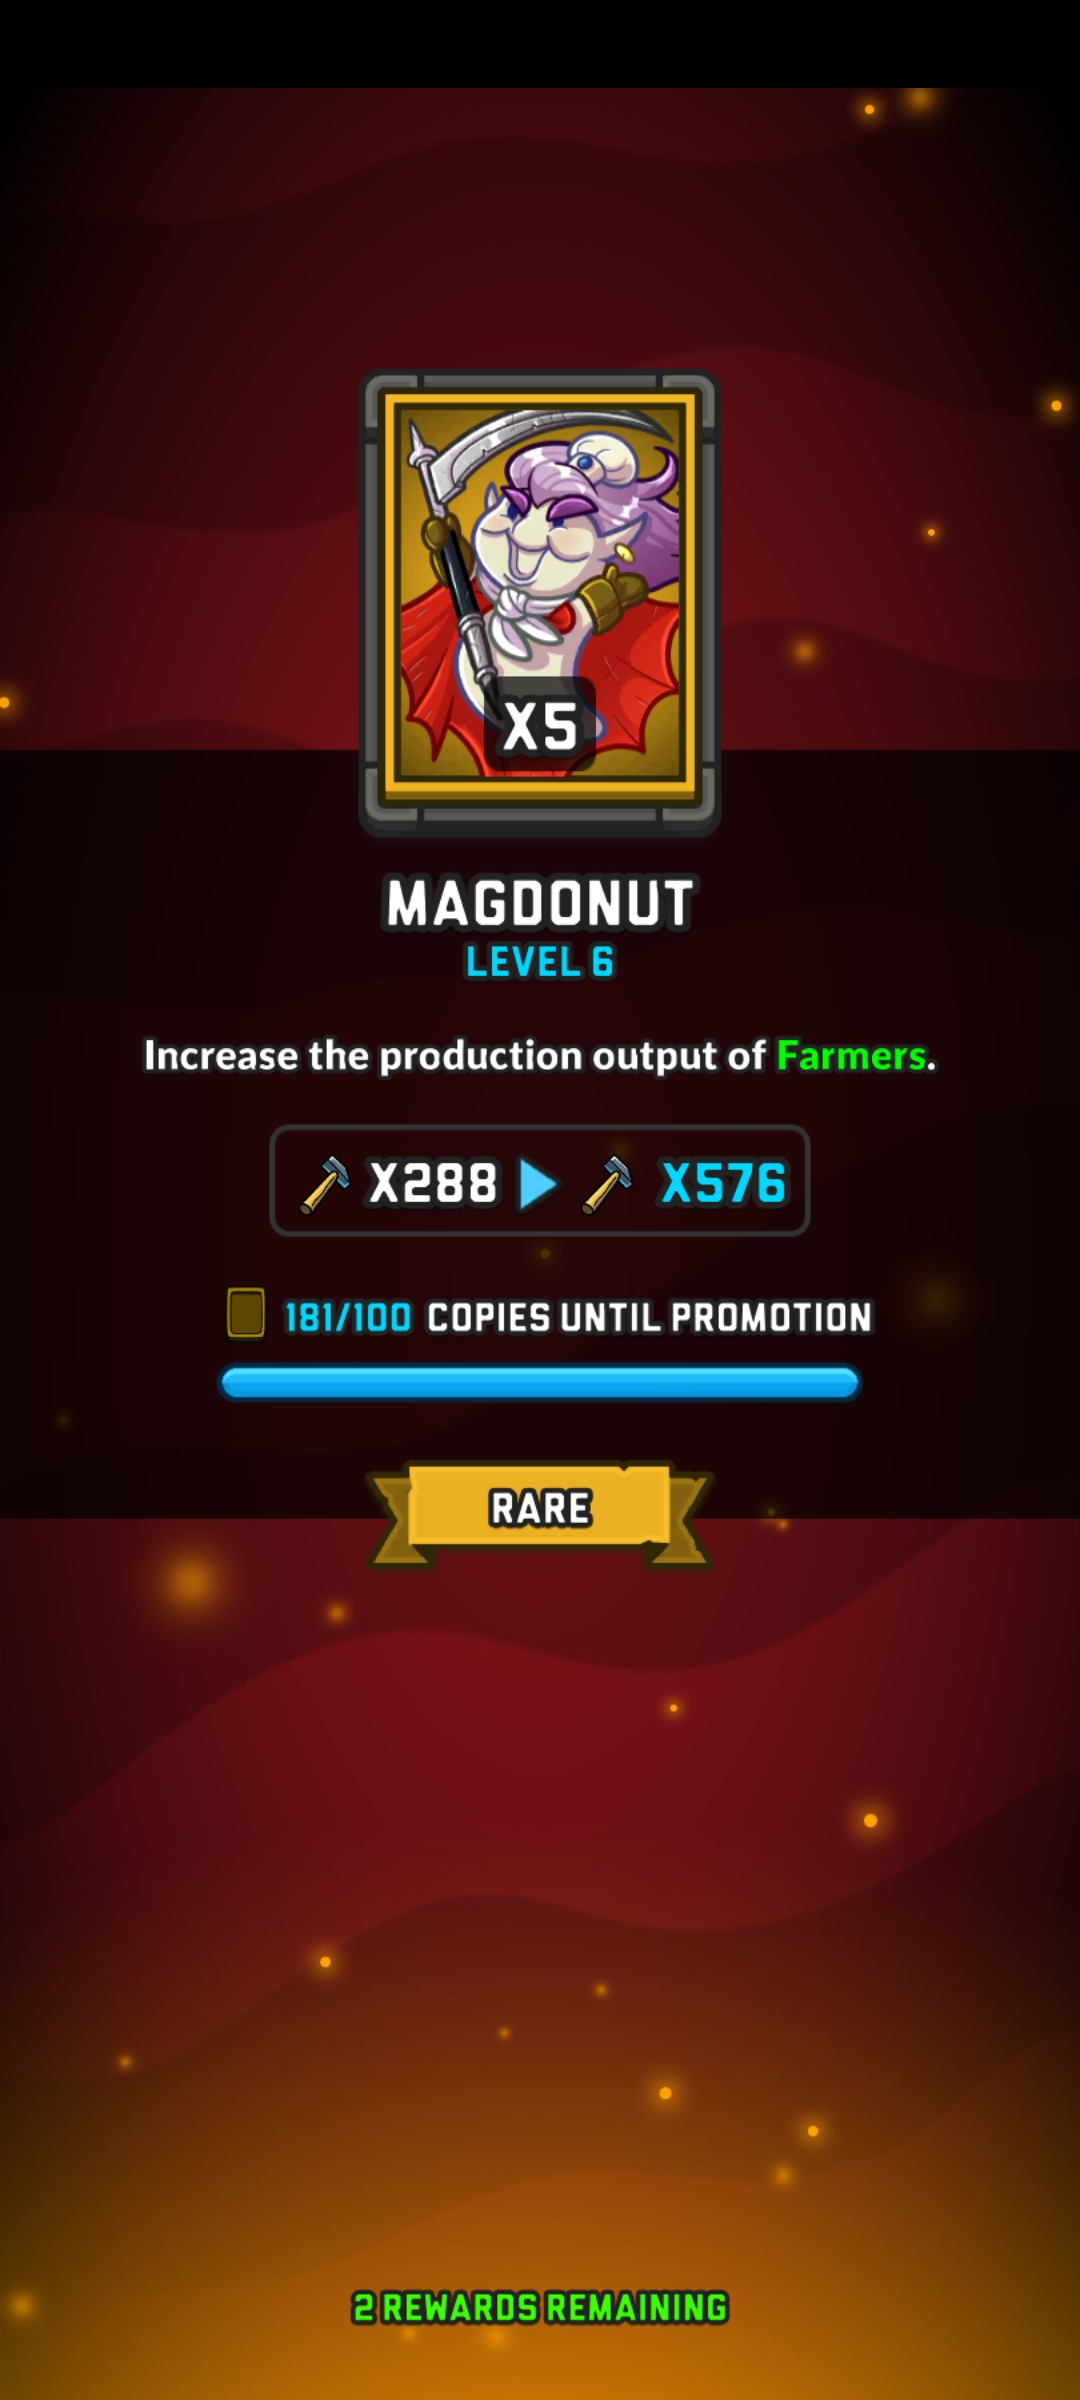 X5
MAGDONUT
LEVEL 6
Increase the production output of Farmers.
X288 X576
181/100 COPIES UNTIL PROMOTION
RARE
2 REWARDS REMAINING